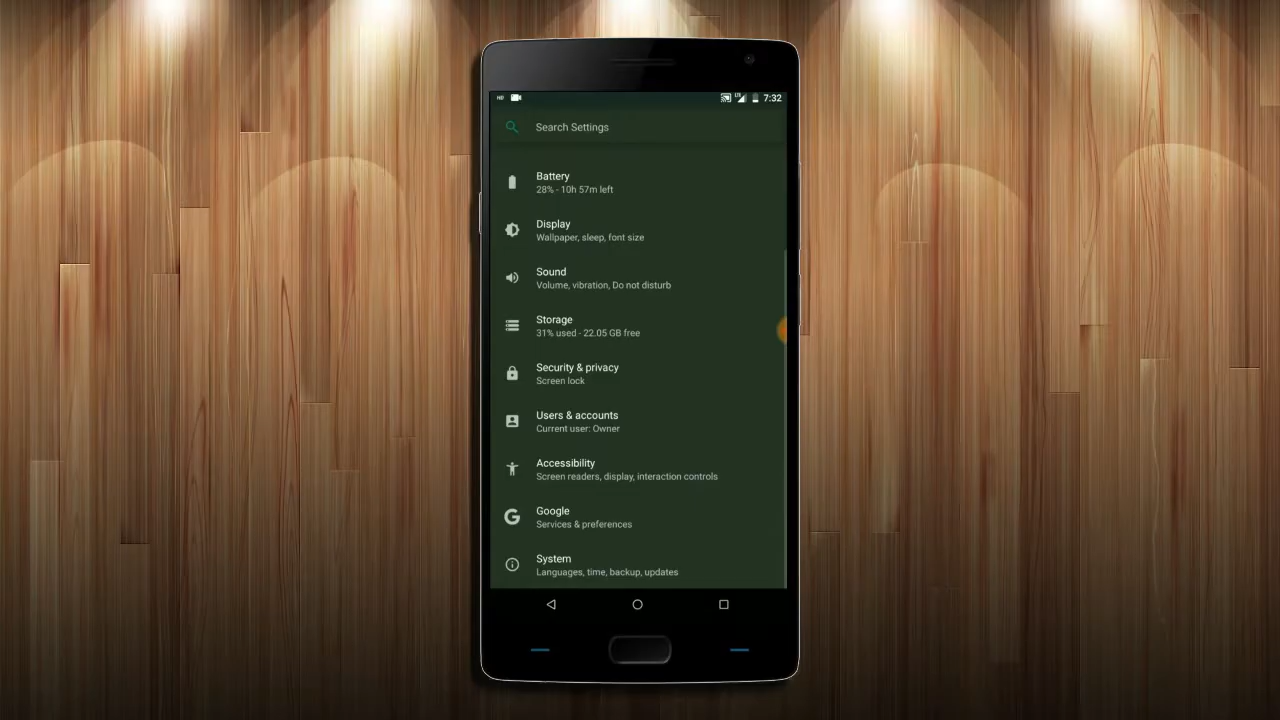 HD LTE 7:32
Search Settings
Battery
28% - 10h 57m left
Display
Wallpaper, sleep, font size
Sound
Volume, vibration, Do not disturb
Storage
31% used - 22.05 GB free
Security & privacy
Screen lock
Users & accounts
Current user: Owner
Accessibility
Screen readers, display, interaction controls
Google
Services & preferences
System
Languages, time, backup, updates